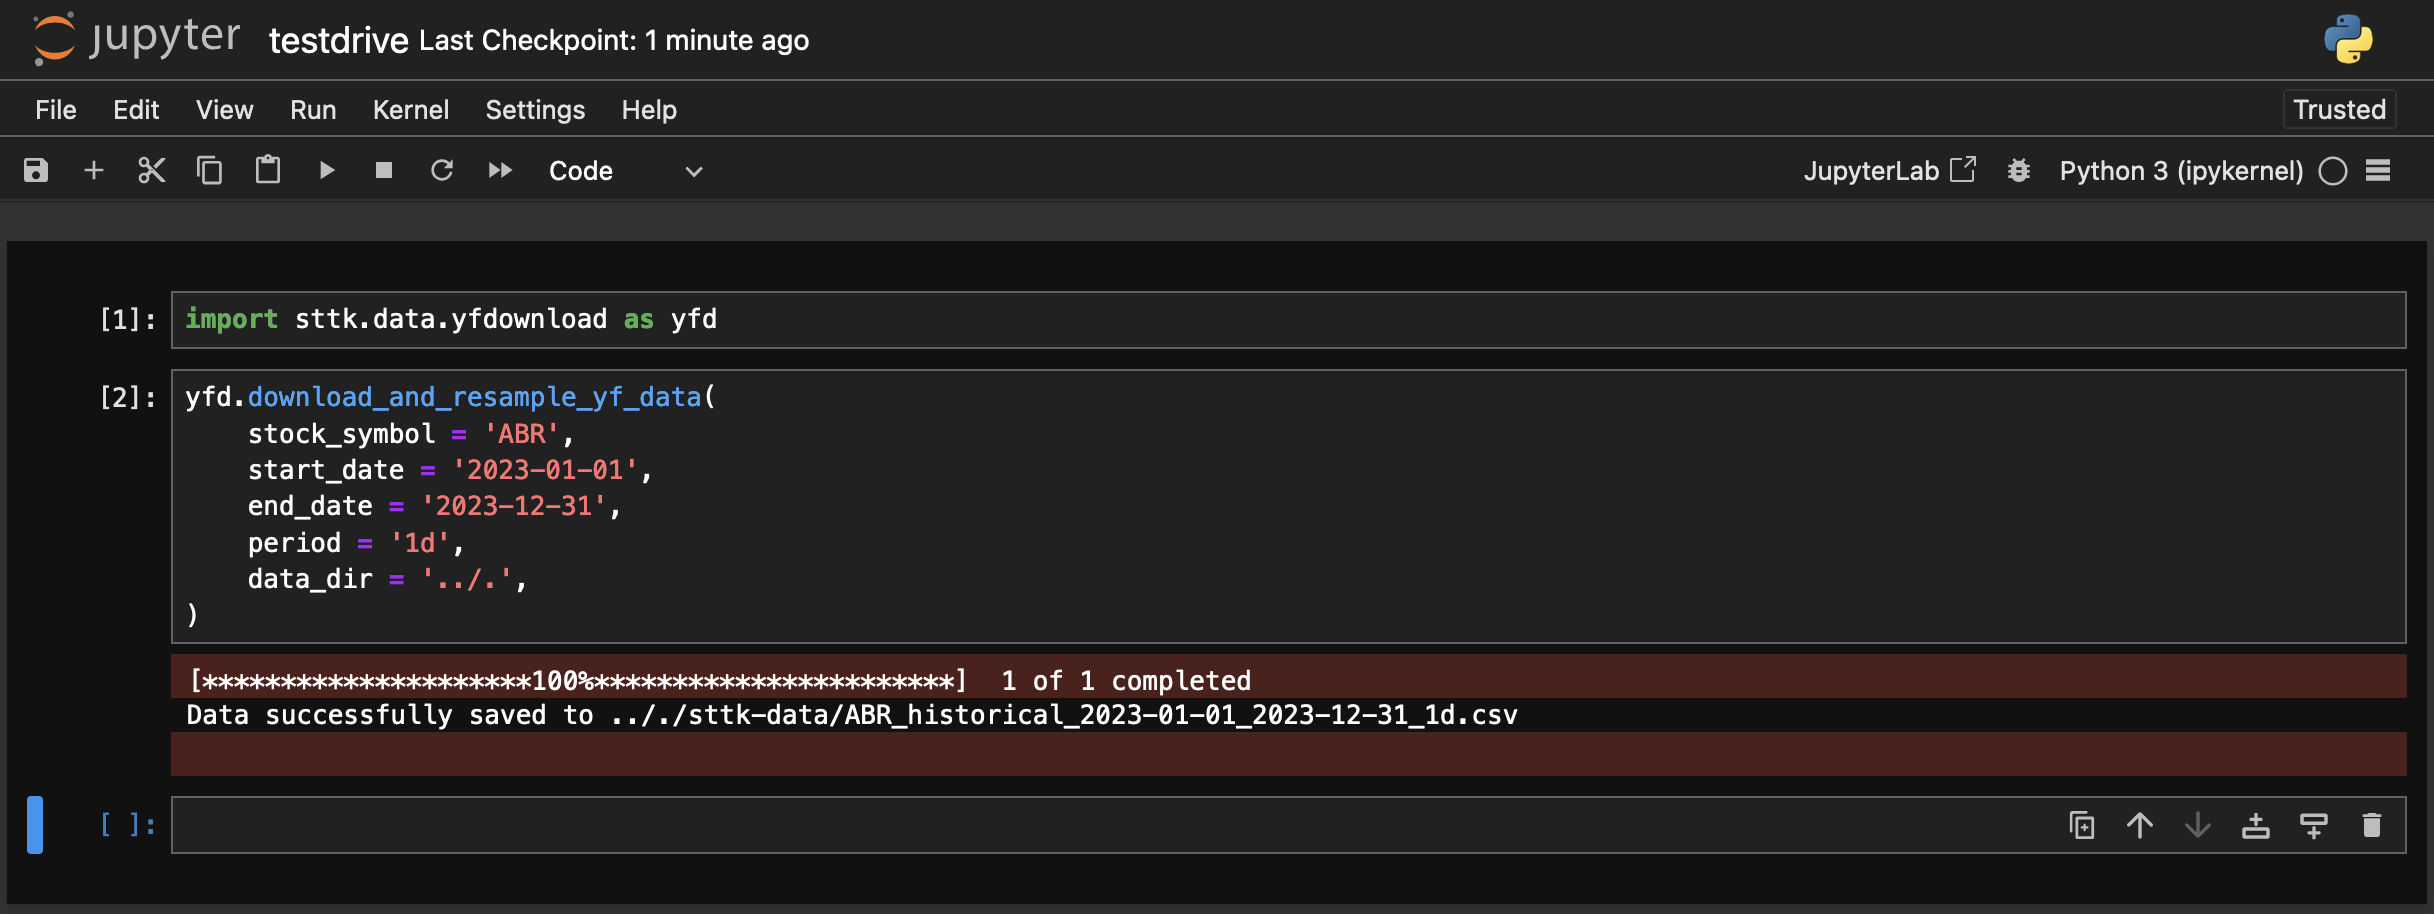 jupyter testdrive Last Checkpoint: 1 minute ago
File Edit View Run Kernel Settings Help Trusted
Code JupyterLab Python 3 (ipykernel)
[1]: import sttk.data.yfdownload as yfd
[2]: yfd.download_and_resample_yf_data(
    stock_symbol = 'ABR',
    start_date = '2023-01-01',
    end_date = '2023-12-31',
    period = '1d',
    data_dir = '../.',
)
[*********************100%***********************]  1 of 1 completed
Data successfully saved to .././sttk-data/ABR_historical_2023-01-01_2023-12-31_1d.csv
[ ]: